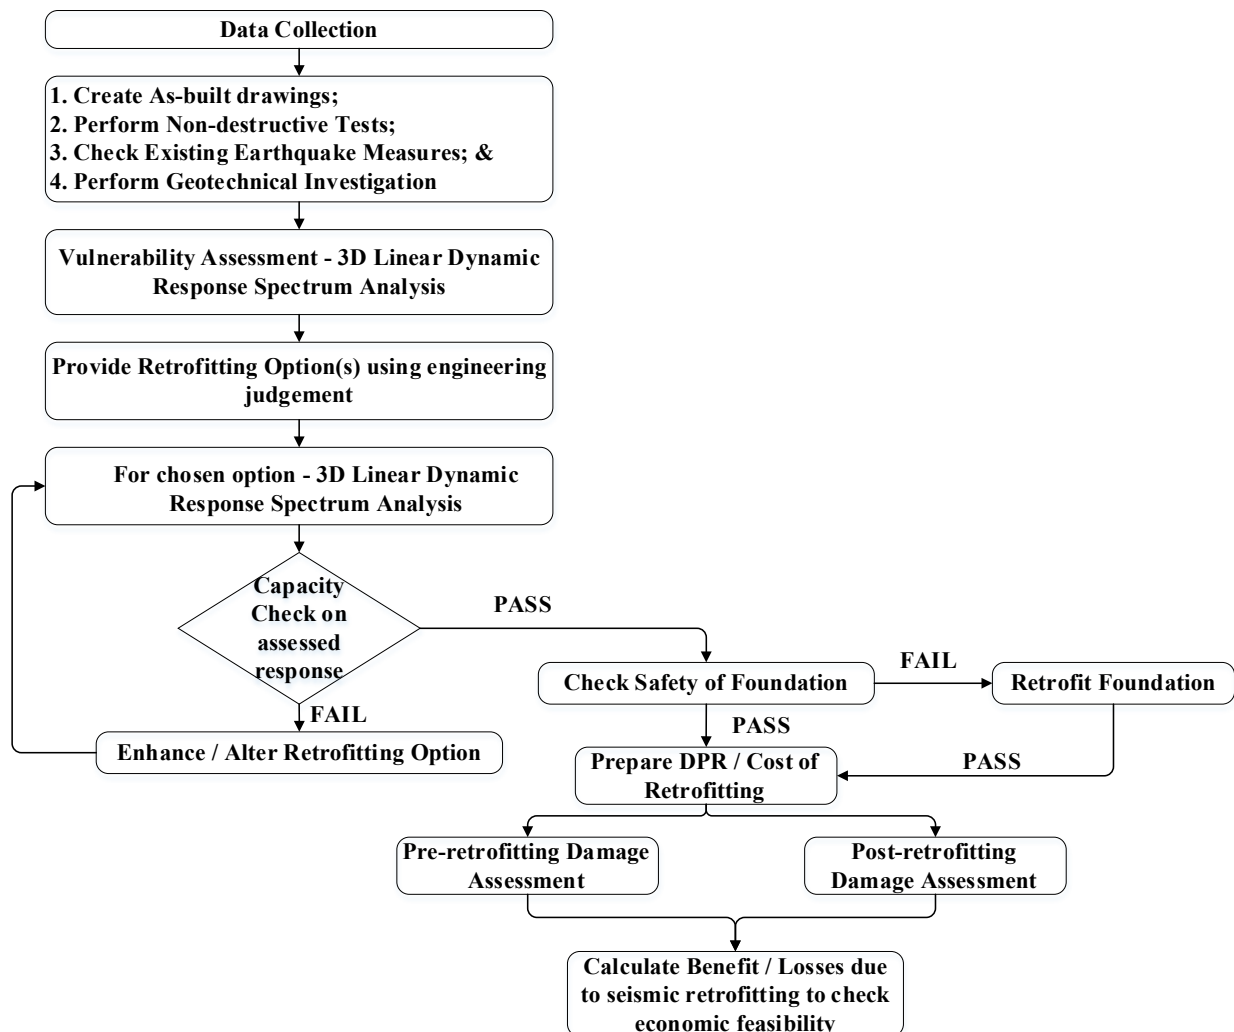 Data Collection
1. Create As-built drawings;
2. Perform Non-destructive Tests;
3. Check Existing Earthquake Measures; &
4. Perform Geotechnical Investigation
Vulnerability Assessment - 3D Linear Dynamic
Response Spectrum Analysis
Provide Retrofitting Option(s) using engineering
judgement
For chosen option - 3D Linear Dynamic
Response Spectrum Analysis
Capacity
Check on
assessed
response
PASS
FAIL
Enhance / Alter Retrofitting Option
Check Safety of Foundation
FAIL
Retrofit Foundation
PASS
PASS
Prepare DPR / Cost of
Retrofitting
Pre-retrofitting Damage
Assessment
Post-retrofitting
Damage Assessment
Calculate Benefit / Losses due
to seismic retrofitting to check
economic feasibility